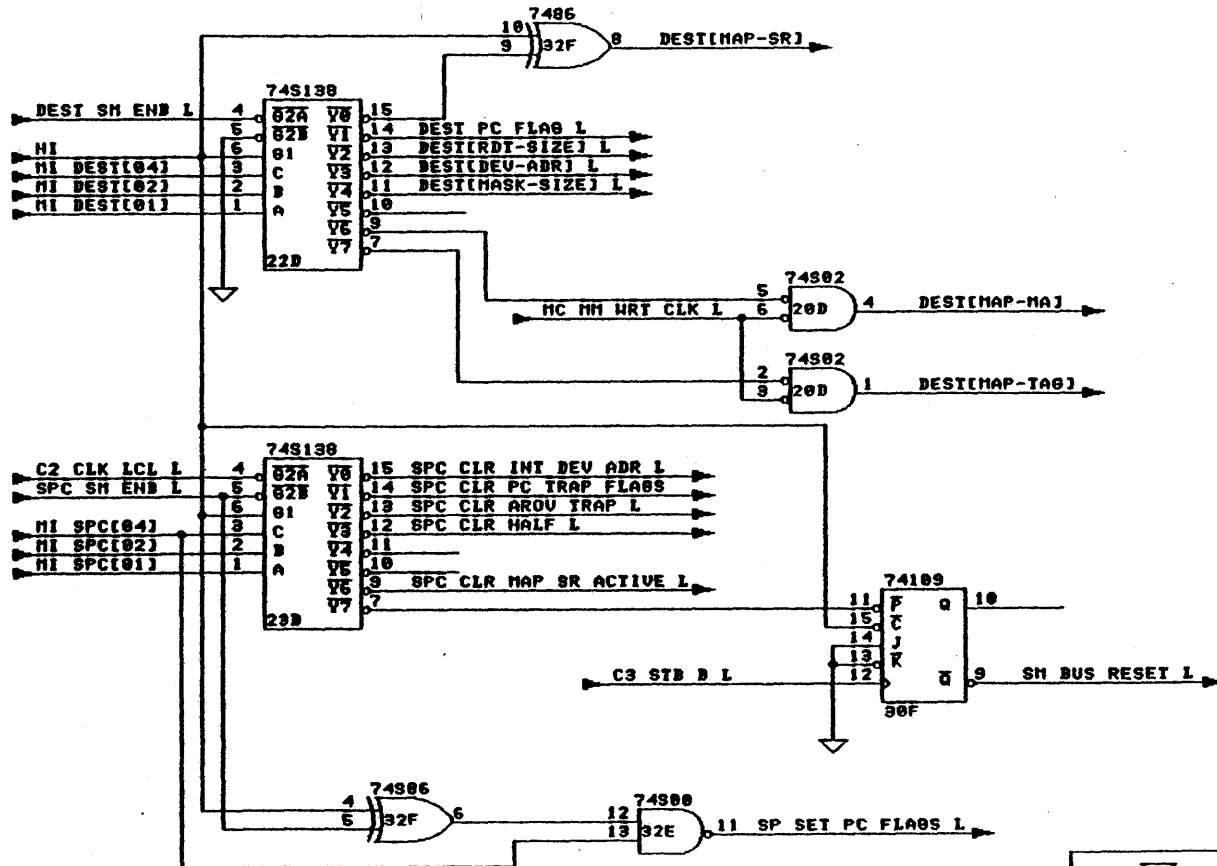 7486
10
9
32F
8 DEST[MAP-SR]
74S138
DEST SM ENB L 4 G2A Y0 15
5 G2B Y1 14 DEST PC FLAG L
HI 6 G1 Y2 13 DEST[RDT-SIZE] L
MI DEST[04] 3 C Y3 12 DEST[DEV-ADR] L
MI DEST[02] 2 B Y4 11 DEST[MASK-SIZE] L
MI DEST[01] 1 A Y5 10
Y6 9
Y7 7
22D
74S02
5
MC MM WRT CLK L 6 20D 4 DEST[MAP-MA]
74S02
2
3 20D 1 DEST[MAP-TAG]
74S138
C2 CLK LCL L 4 G2A Y0 15 SPC CLR INT DEV ADR L
SPC SM ENB L 5 G2B Y1 14 SPC CLR PC TRAP FLAGS
6 G1 Y2 13 SPC CLR AROV TRAP L
MI SPC[04] 3 C Y3 12 SPC CLR HALF L
MI SPC[02] 2 B Y4 11
MI SPC[01] 1 A Y5 10
Y6 9 SPC CLR MAP SR ACTIVE L
Y7 7
23D
74109
11 P Q 10
15 C
14 J
13 K
C3 STB B L 12 Q 9 SM BUS RESET L
30F
74S86
4
5
32F
6
74S00
12
13 32E 11 SP SET PC FLAGS L